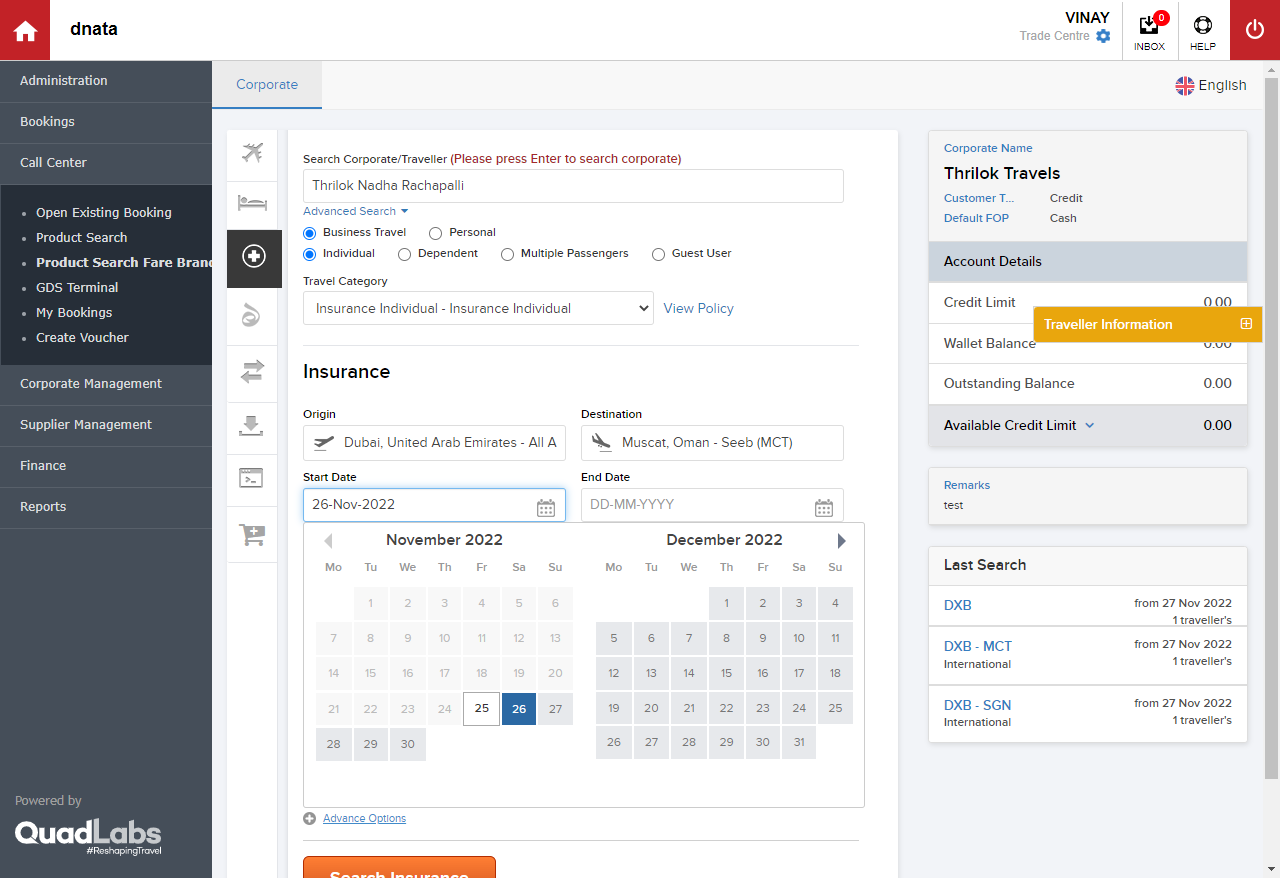 dnata
VINAY
Trade Centre
0
INBOX
HELP
Administration
Bookings
Call Center
Open Existing Booking
Product Search
Product Search Fare Bran
GDS Terminal
My Bookings
Create Voucher
Corporate Management
Supplier Management
Finance
Reports
Powered by
QuadLabs
#ReshapingTravel
Corporate
English
Search Corporate/Traveller (Please press Enter to search corporate)
Thrilok Nadha Rachapalli
Advanced Search
Business Travel Personal
Individual Dependent Multiple Passengers Guest User
Travel Category
Insurance Individual - Insurance Individual View Policy
Insurance
Origin Destination
Dubai, United Arab Emirates - All A Muscat, Oman - Seeb (MCT)
Start Date End Date
26-Nov-2022 DD-MM-YYYY
November 2022
Mo Tu We Th Fr Sa Su
1 2 3 4 5 6
7 8 9 10 11 12 13
14 15 16 17 18 19 20
21 22 23 24 25 26 27
28 29 30
December 2022
Mo Tu We Th Fr Sa Su
1 2 3 4
5 6 7 8 9 10 11
12 13 14 15 16 17 18
19 20 21 22 23 24 25
26 27 28 29 30 31
Advance Options
Search Insurance
Corporate Name
Thrilok Travels
Customer T... Credit
Default FOP Cash
Account Details
Credit Limit 0.00
Traveller Information
Wallet Balance 0.00
Outstanding Balance 0.00
Available Credit Limit 0.00
Remarks
test
Last Search
DXB from 27 Nov 2022
1 traveller's
DXB - MCT from 27 Nov 2022
International 1 traveller's
DXB - SGN from 27 Nov 2022
International 1 traveller's